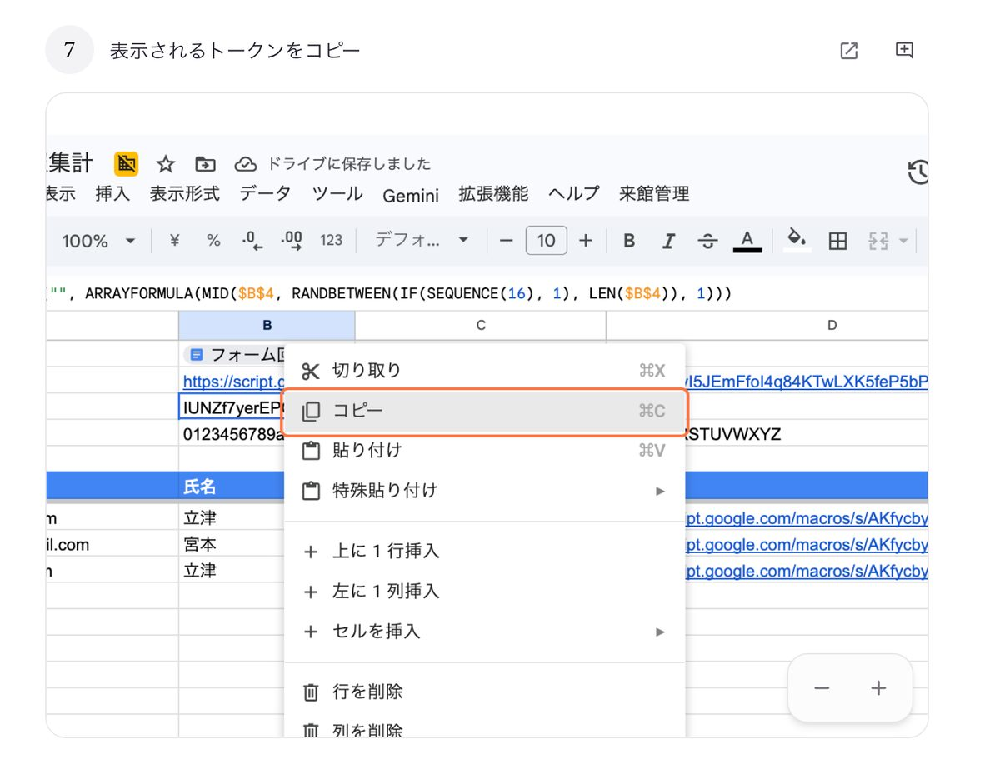 7 表示されるトークンをコピー
集計 ドライブに保存しました
表示 挿入 表示形式 データ ツール Gemini 拡張機能 ヘルプ 来館管理
100% ¥ % .0 .00 123 デフォ... − 10 + B I S A
"", ARRAYFORMULA(MID($B$4, RANDBETWEEN(IF(SEQUENCE(16), 1), LEN($B$4)), 1)))
B C D
フォーム回
https://script.g
I5JEmFfoI4q84KTwLXK5feP5bP
IUNZf7yerEP
0123456789a
STUVWXYZ
氏名
m 立津 pt.google.com/macros/s/AKfycby
il.com 宮本 pt.google.com/macros/s/AKfycby
立津 pt.google.com/macros/s/AKfycby
切り取り ⌘X
コピー ⌘C
貼り付け ⌘V
特殊貼り付け
+ 上に 1 行挿入
+ 左に 1 列挿入
+ セルを挿入
行を削除
列を削除
− +